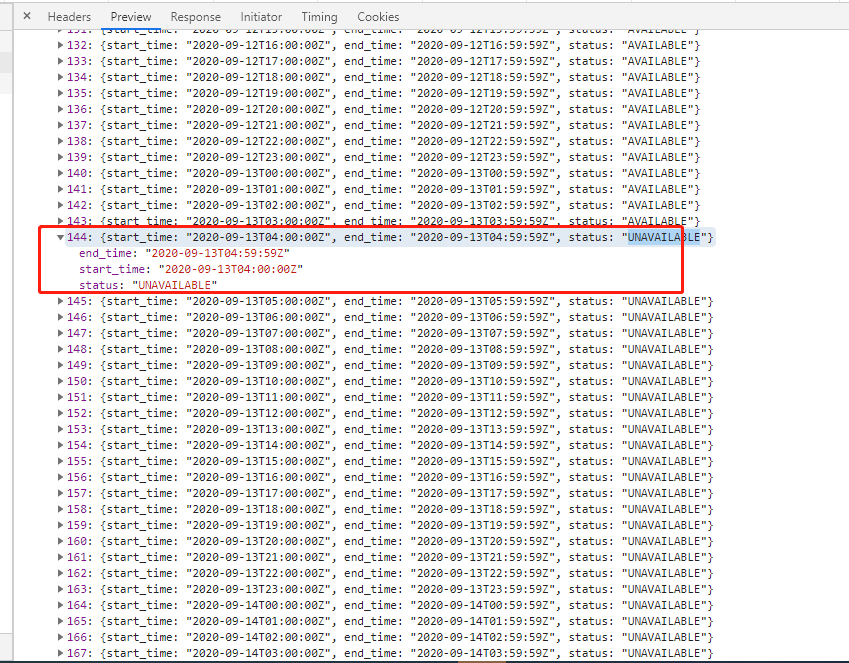 × Headers Preview Response Initiator Timing Cookies
131: {start_time: "2020-09-12T15:00:00Z", end_time: "2020-09-12T15:59:59Z", status: "AVAILABLE"}
132: {start_time: "2020-09-12T16:00:00Z", end_time: "2020-09-12T16:59:59Z", status: "AVAILABLE"}
133: {start_time: "2020-09-12T17:00:00Z", end_time: "2020-09-12T17:59:59Z", status: "AVAILABLE"}
134: {start_time: "2020-09-12T18:00:00Z", end_time: "2020-09-12T18:59:59Z", status: "AVAILABLE"}
135: {start_time: "2020-09-12T19:00:00Z", end_time: "2020-09-12T19:59:59Z", status: "AVAILABLE"}
136: {start_time: "2020-09-12T20:00:00Z", end_time: "2020-09-12T20:59:59Z", status: "AVAILABLE"}
137: {start_time: "2020-09-12T21:00:00Z", end_time: "2020-09-12T21:59:59Z", status: "AVAILABLE"}
138: {start_time: "2020-09-12T22:00:00Z", end_time: "2020-09-12T22:59:59Z", status: "AVAILABLE"}
139: {start_time: "2020-09-12T23:00:00Z", end_time: "2020-09-12T23:59:59Z", status: "AVAILABLE"}
140: {start_time: "2020-09-13T00:00:00Z", end_time: "2020-09-13T00:59:59Z", status: "AVAILABLE"}
141: {start_time: "2020-09-13T01:00:00Z", end_time: "2020-09-13T01:59:59Z", status: "AVAILABLE"}
142: {start_time: "2020-09-13T02:00:00Z", end_time: "2020-09-13T02:59:59Z", status: "AVAILABLE"}
143: {start_time: "2020-09-13T03:00:00Z", end_time: "2020-09-13T03:59:59Z", status: "AVAILABLE"}
144: {start_time: "2020-09-13T04:00:00Z", end_time: "2020-09-13T04:59:59Z", status: "UNAVAILABLE"}
end_time: "2020-09-13T04:59:59Z"
start_time: "2020-09-13T04:00:00Z"
status: "UNAVAILABLE"
145: {start_time: "2020-09-13T05:00:00Z", end_time: "2020-09-13T05:59:59Z", status: "UNAVAILABLE"}
146: {start_time: "2020-09-13T06:00:00Z", end_time: "2020-09-13T06:59:59Z", status: "UNAVAILABLE"}
147: {start_time: "2020-09-13T07:00:00Z", end_time: "2020-09-13T07:59:59Z", status: "UNAVAILABLE"}
148: {start_time: "2020-09-13T08:00:00Z", end_time: "2020-09-13T08:59:59Z", status: "UNAVAILABLE"}
149: {start_time: "2020-09-13T09:00:00Z", end_time: "2020-09-13T09:59:59Z", status: "UNAVAILABLE"}
150: {start_time: "2020-09-13T10:00:00Z", end_time: "2020-09-13T10:59:59Z", status: "UNAVAILABLE"}
151: {start_time: "2020-09-13T11:00:00Z", end_time: "2020-09-13T11:59:59Z", status: "UNAVAILABLE"}
152: {start_time: "2020-09-13T12:00:00Z", end_time: "2020-09-13T12:59:59Z", status: "UNAVAILABLE"}
153: {start_time: "2020-09-13T13:00:00Z", end_time: "2020-09-13T13:59:59Z", status: "UNAVAILABLE"}
154: {start_time: "2020-09-13T14:00:00Z", end_time: "2020-09-13T14:59:59Z", status: "UNAVAILABLE"}
155: {start_time: "2020-09-13T15:00:00Z", end_time: "2020-09-13T15:59:59Z", status: "UNAVAILABLE"}
156: {start_time: "2020-09-13T16:00:00Z", end_time: "2020-09-13T16:59:59Z", status: "UNAVAILABLE"}
157: {start_time: "2020-09-13T17:00:00Z", end_time: "2020-09-13T17:59:59Z", status: "UNAVAILABLE"}
158: {start_time: "2020-09-13T18:00:00Z", end_time: "2020-09-13T18:59:59Z", status: "UNAVAILABLE"}
159: {start_time: "2020-09-13T19:00:00Z", end_time: "2020-09-13T19:59:59Z", status: "UNAVAILABLE"}
160: {start_time: "2020-09-13T20:00:00Z", end_time: "2020-09-13T20:59:59Z", status: "UNAVAILABLE"}
161: {start_time: "2020-09-13T21:00:00Z", end_time: "2020-09-13T21:59:59Z", status: "UNAVAILABLE"}
162: {start_time: "2020-09-13T22:00:00Z", end_time: "2020-09-13T22:59:59Z", status: "UNAVAILABLE"}
163: {start_time: "2020-09-13T23:00:00Z", end_time: "2020-09-13T23:59:59Z", status: "UNAVAILABLE"}
164: {start_time: "2020-09-14T00:00:00Z", end_time: "2020-09-14T00:59:59Z", status: "UNAVAILABLE"}
165: {start_time: "2020-09-14T01:00:00Z", end_time: "2020-09-14T01:59:59Z", status: "UNAVAILABLE"}
166: {start_time: "2020-09-14T02:00:00Z", end_time: "2020-09-14T02:59:59Z", status: "UNAVAILABLE"}
167: {start_time: "2020-09-14T03:00:00Z", end_time: "2020-09-14T03:59:59Z", status: "UNAVAILABLE"}